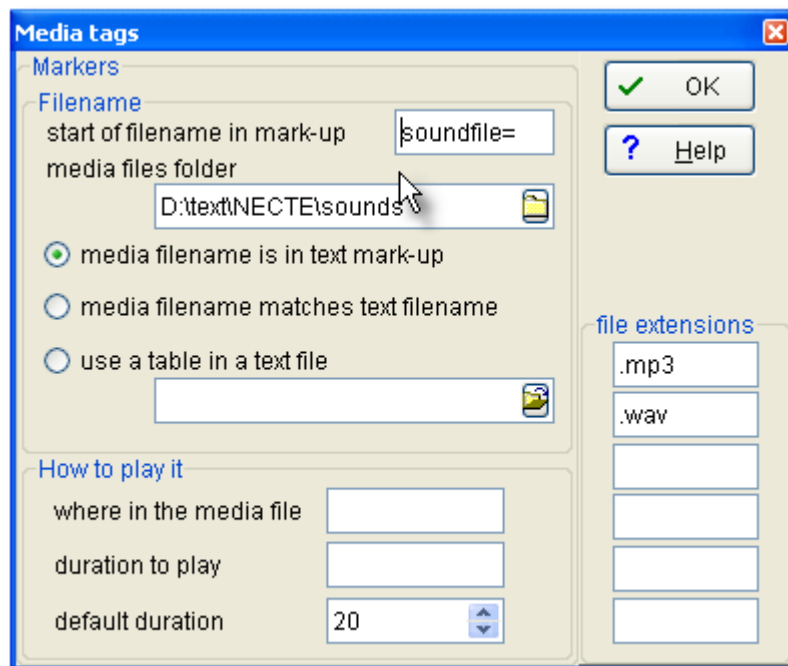 Media tags
Markers
Filename
start of filename in mark-up soundfile=
media files folder
D:\text\NECTE\sounds
media filename is in text mark-up
media filename matches text filename
use a table in a text file
How to play it
where in the media file
duration to play
default duration 20
OK
? Help
file extensions
.mp3
.wav